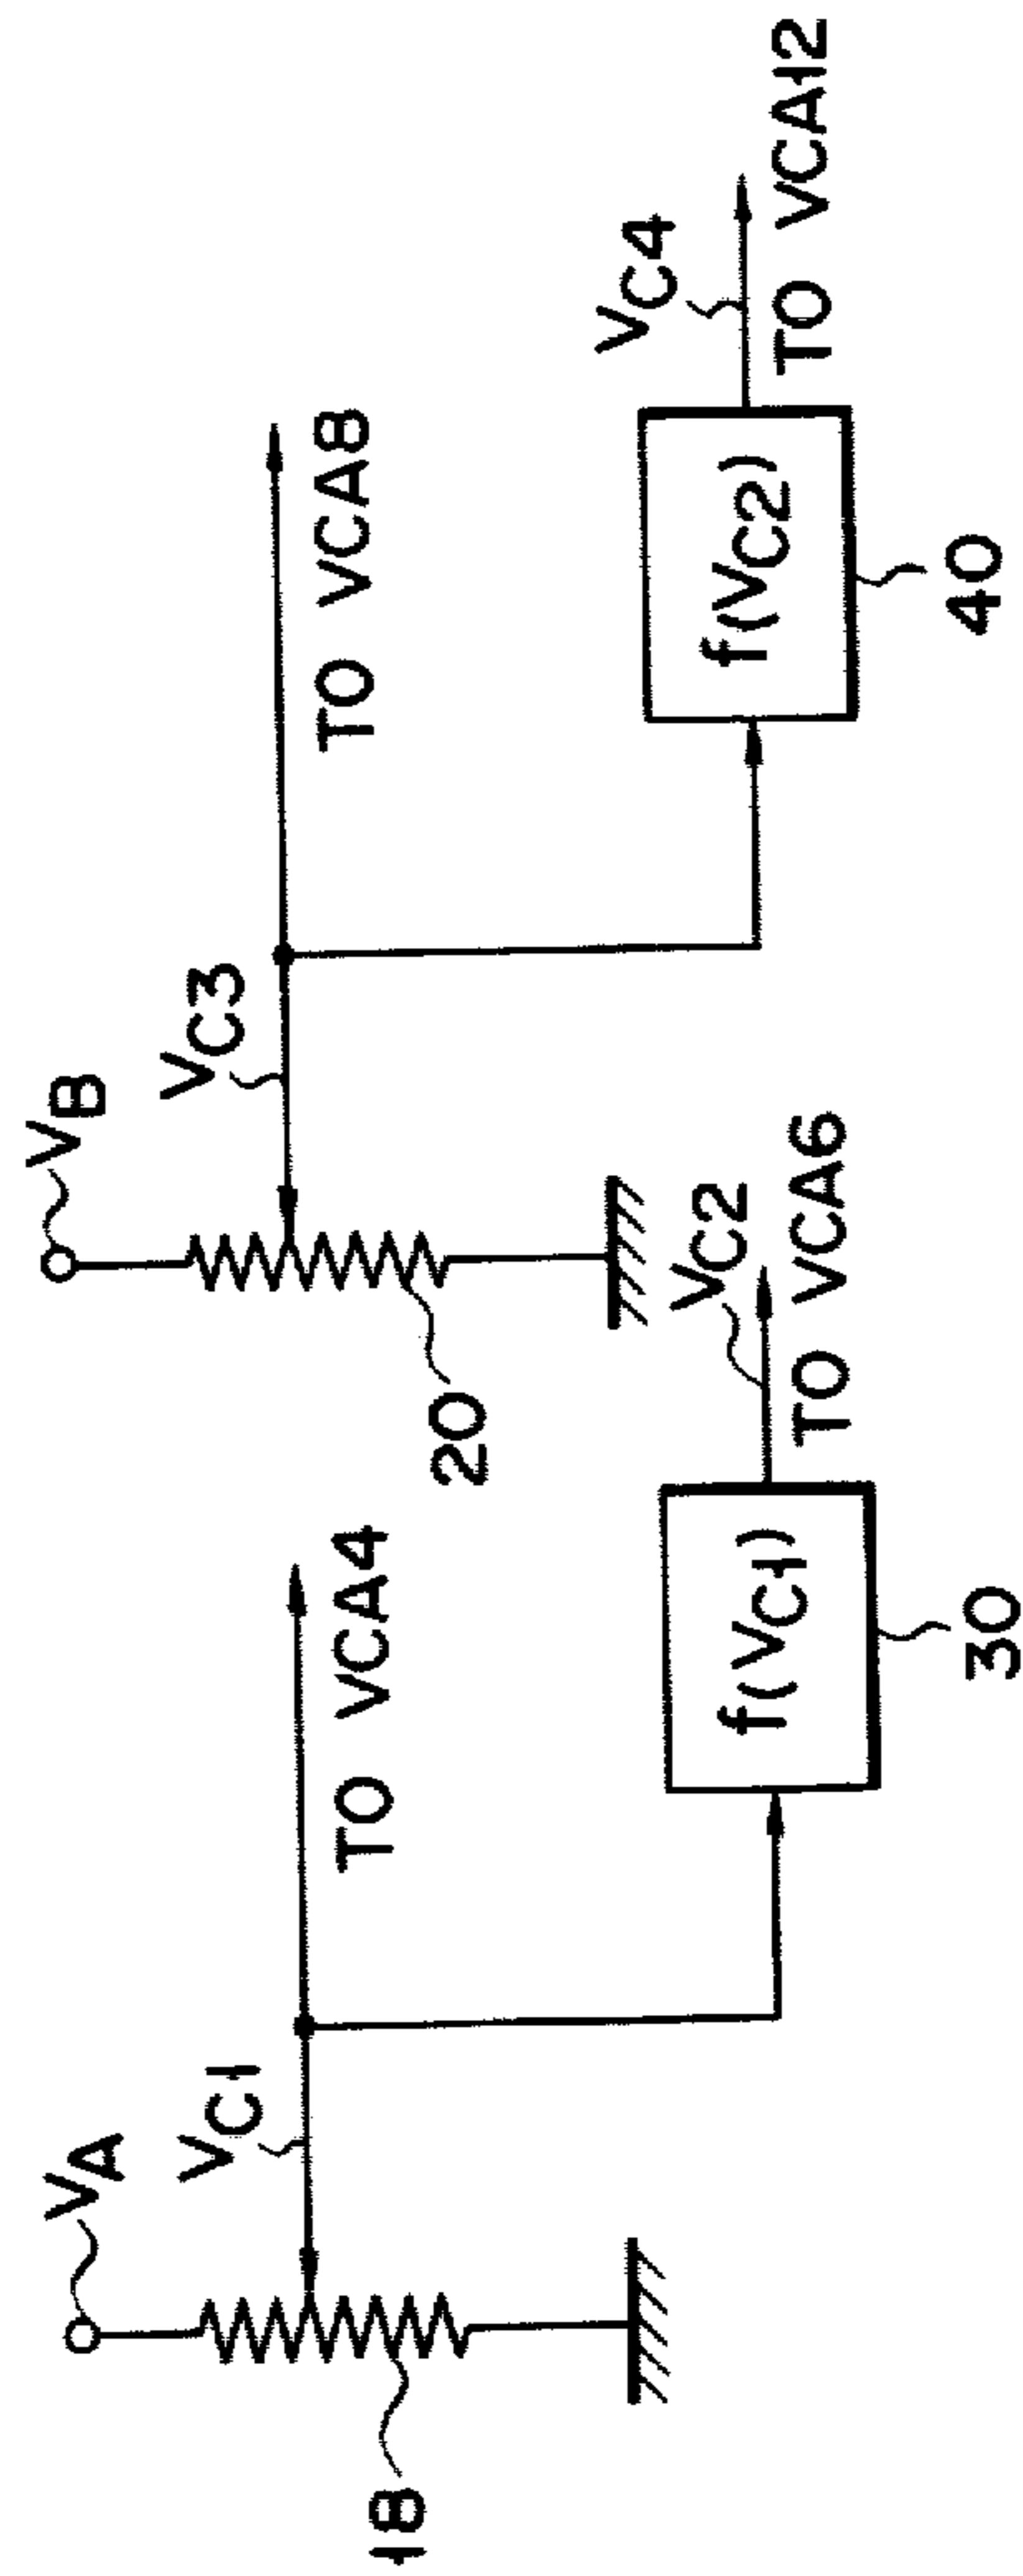 VA
VC1
TO VCA4
18
f(VC1)
30
VC2
TO VCA6
VB
VC3
TO VCA8
20
f(VC2)
40
VC4
TO VCA12